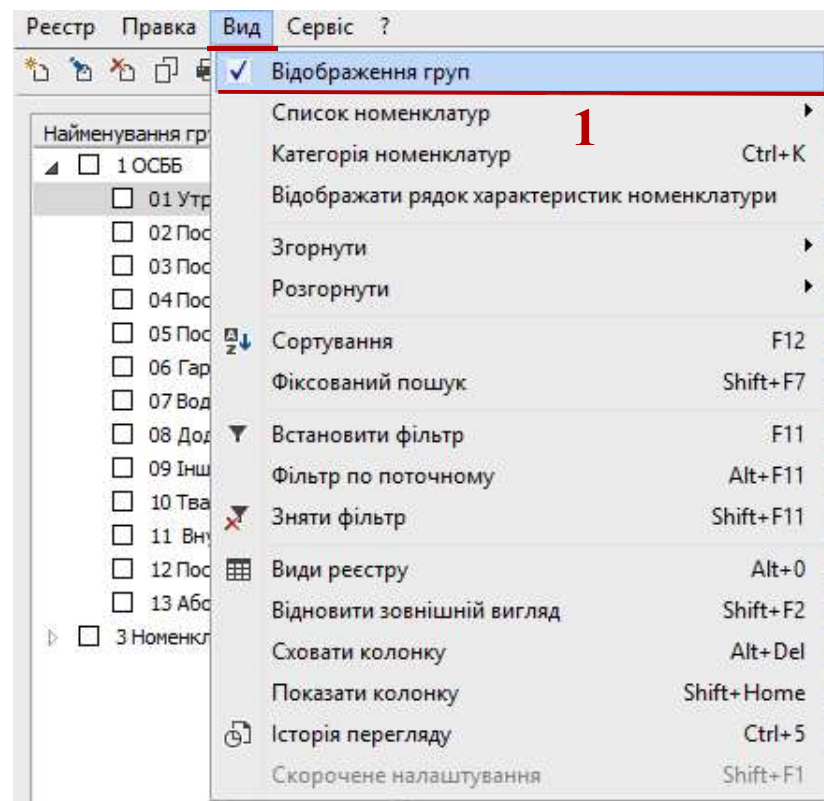 Реєстр Правка Вид Сервіс ?
Відображення груп
Список номенклатур
1
Категорія номенклатур Ctrl+K
Відображати рядок характеристик номенклатури
Згорнути
Розгорнути
Сортування F12
Фіксований пошук Shift+F7
Встановити фільтр F11
Фільтр по поточному Alt+F11
Зняти фільтр Shift+F11
Види реєстру Alt+0
Відновити зовнішній вигляд Shift+F2
Сховати колонку Alt+Del
Показати колонку Shift+Home
Історія перегляду Ctrl+5
Скорочене налаштування Shift+F1
Найменування гр
1 ОСББ
01 Утр
02 Пос
03 Пос
04 Пос
05 Пос
06 Гар
07 Вод
08 Дод
09 Інш
10 Тва
11 Вну
12 Пос
13 Або
3 Номенкл